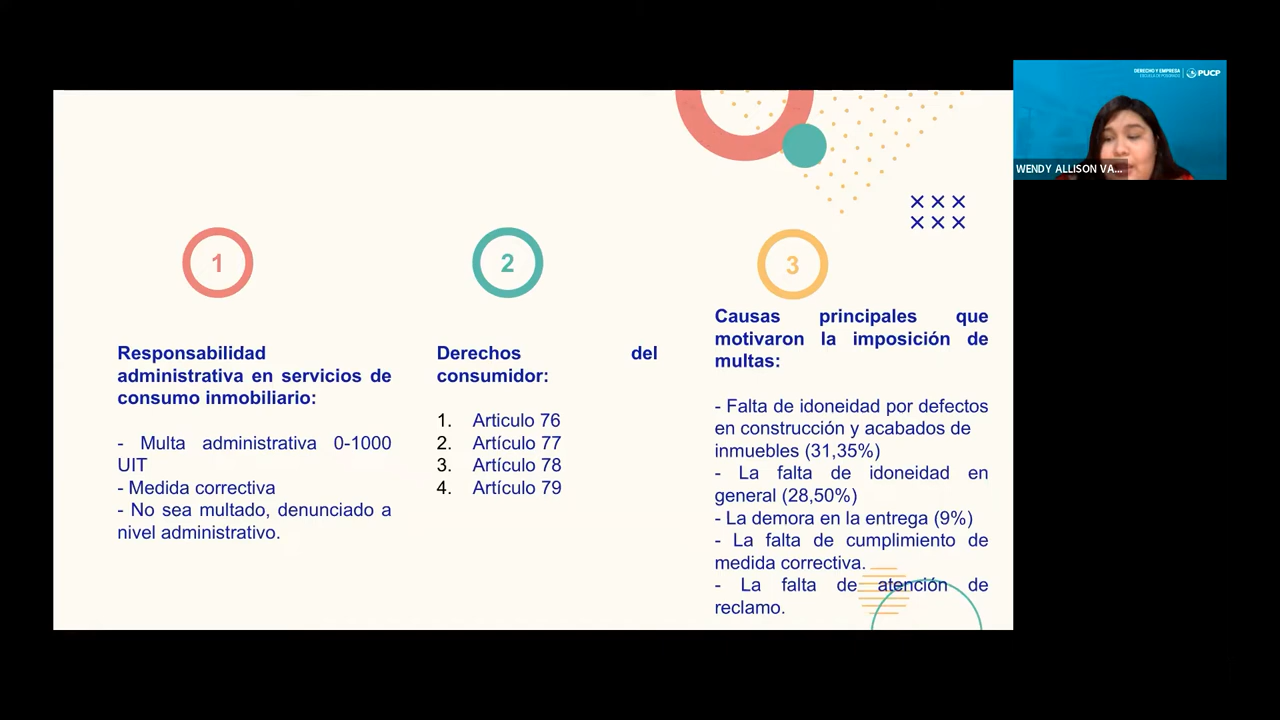 DERECHO Y EMPRESA
ESCUELA DE POSGRADO
PUCP
WENDY ALLISON VA...
1
Responsabilidad
administrativa en servicios de
consumo inmobiliario:
- Multa administrativa 0-1000
UIT
- Medida correctiva
- No sea multado, denunciado a
nivel administrativo.
2
Derechos del
consumidor:
1. Articulo 76
2. Artículo 77
3. Artículo 78
4. Artículo 79
3
Causas principales que
motivaron la imposición de
multas:
- Falta de idoneidad por defectos
en construcción y acabados de
inmuebles (31,35%)
- La falta de idoneidad en
general (28,50%)
- La demora en la entrega (9%)
- La falta de cumplimiento de
medida correctiva.
- La falta de atención de
reclamo.